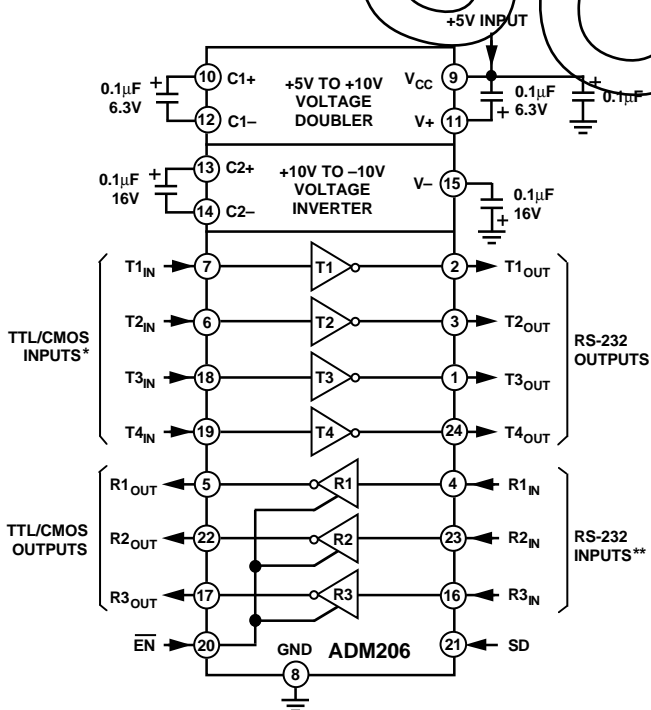 +5V INPUT
+5V TO +10V
VOLTAGE
DOUBLER
10 C1+
12 C1–
+ 0.1μF
6.3V
VCC 9
V+ 11
+ 0.1μF
6.3V
+ 0.1μF
+10V TO –10V
VOLTAGE
INVERTER
13 C2+
14 C2–
+ 0.1μF
16V
V– 15
0.1μF
+ 16V
TTL/CMOS
INPUTS*
T1IN 7 T1 2 T1OUT
T2IN 6 T2 3 T2OUT
T3IN 18 T3 1 T3OUT
T4IN 19 T4 24 T4OUT
RS-232
OUTPUTS
TTL/CMOS
OUTPUTS
R1OUT 5 R1 4 R1IN
R2OUT 22 R2 23 R2IN
R3OUT 17 R3 16 R3IN
RS-232
INPUTS**
EN 20
GND
8
ADM206
21 SD